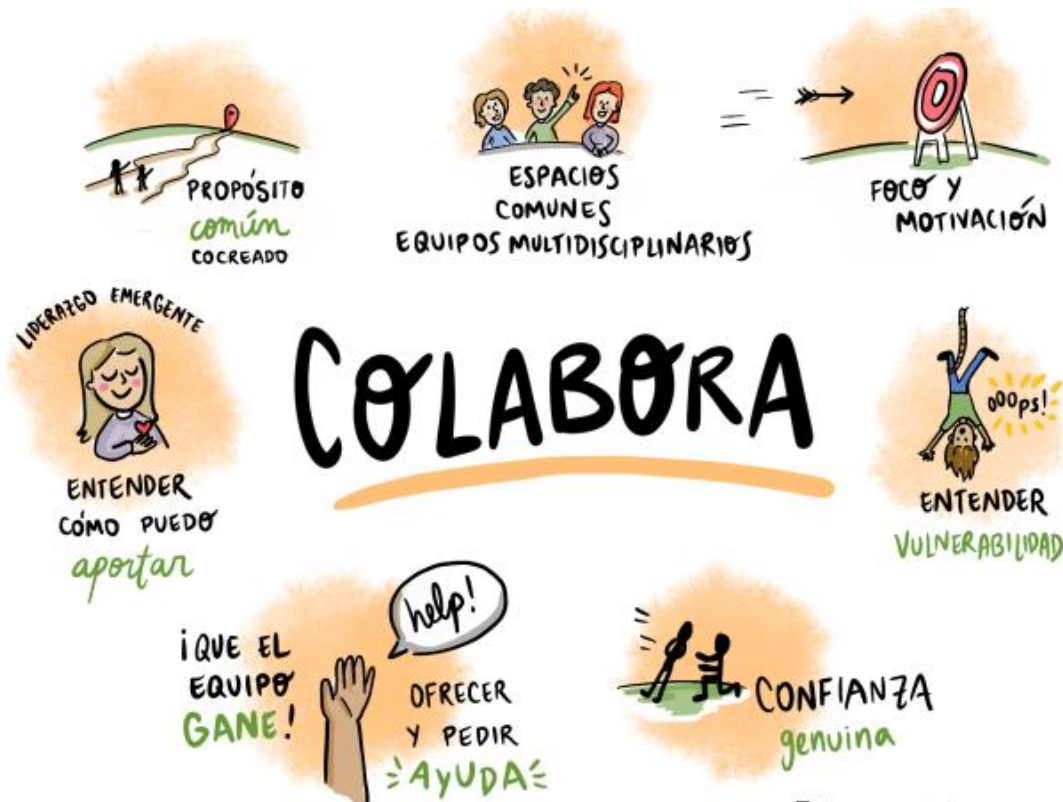 PROPÓSITO
común
COCREADO
ESPACIOS
COMUNES
EQUIPOS MULTIDISCIPLINARIOS
FOCO Y
MOTIVACIÓN
LIDERAZGO EMERGENTE
ENTENDER
CÓMO PUEDO
aportar
COLABORA
OOOps!
ENTENDER
VULNERABILIDAD
¡QUE EL
EQUIPO
GANE!
help!
OFRECER
Y PEDIR
AYUDA
CONFIANZA
genuina